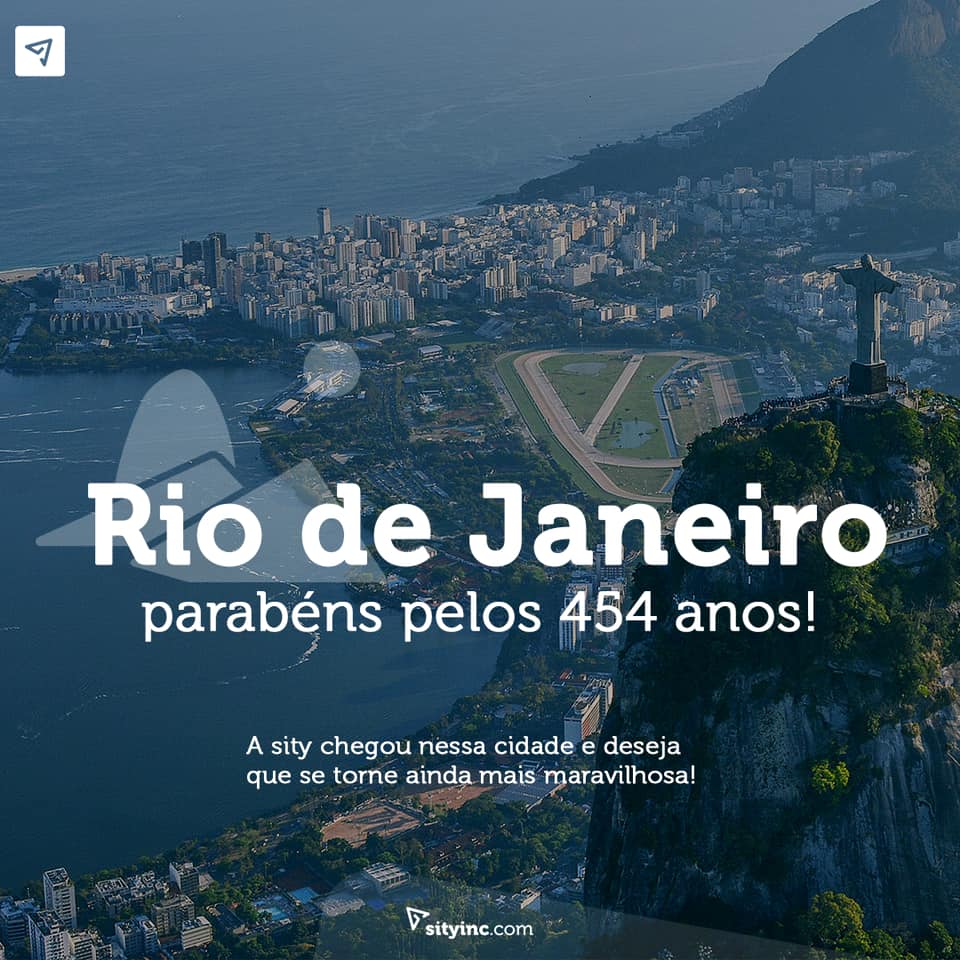 Rio de Janeiro
parabéns pelos 454 anos!
A sity chegou nessa cidade e deseja
que se torne ainda mais maravilhosa!
sityinc.com